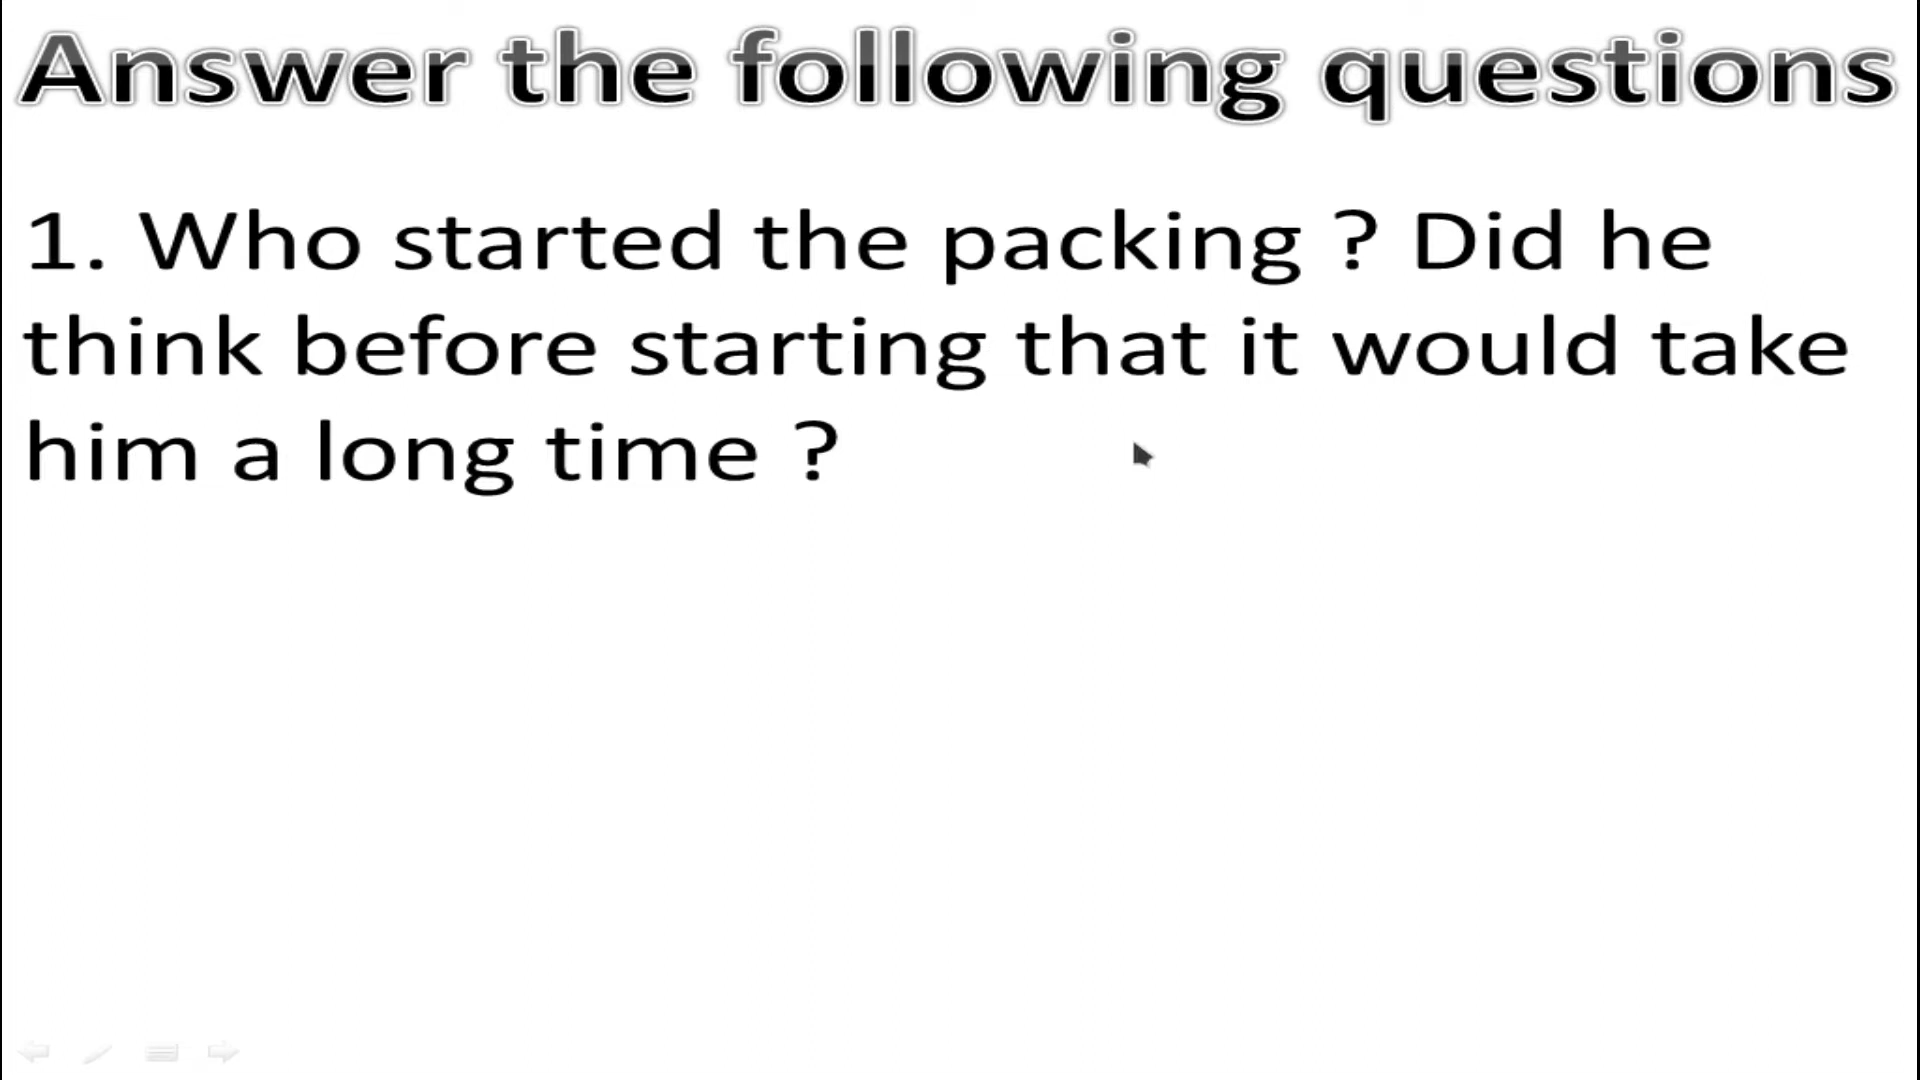 Answer the following questions
1. Who started the packing ? Did he
think before starting that it would take
him a long time ?